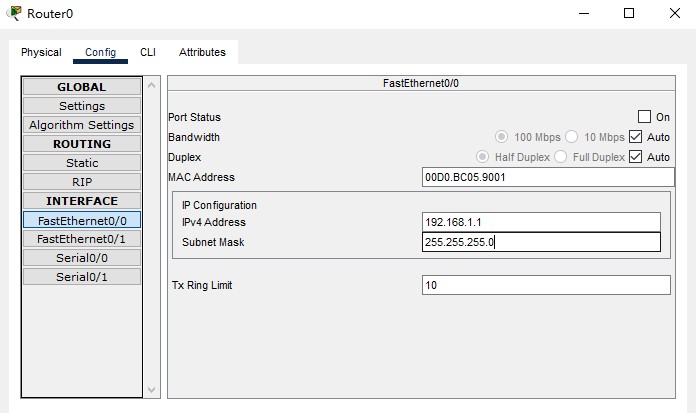 Router0
Physical Config CLI Attributes
GLOBAL
Settings
Algorithm Settings
ROUTING
Static
RIP
INTERFACE
FastEthernet0/0
FastEthernet0/1
Serial0/0
Serial0/1
FastEthernet0/0
Port Status On
Bandwidth 100 Mbps 10 Mbps Auto
Duplex Half Duplex Full Duplex Auto
MAC Address 00D0.BC05.9001
IP Configuration
IPv4 Address 192.168.1.1
Subnet Mask 255.255.255.0
Tx Ring Limit 10